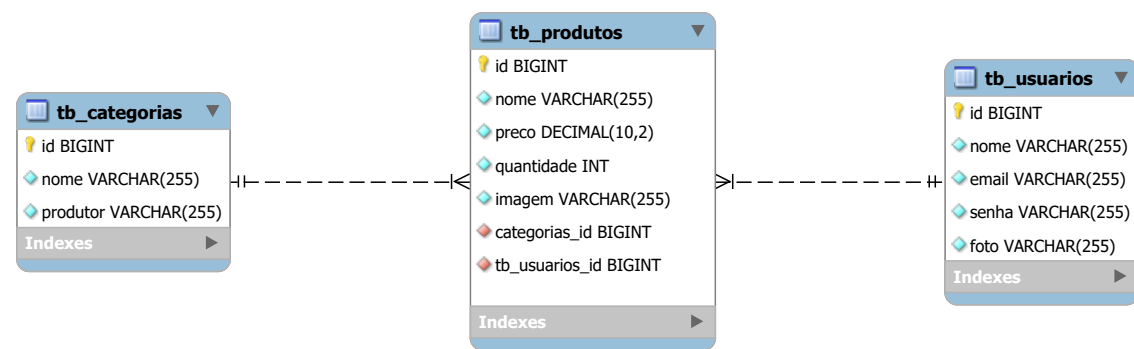 tb_categorias
id BIGINT
nome VARCHAR(255)
produtor VARCHAR(255)
Indexes
tb_produtos
id BIGINT
nome VARCHAR(255)
preco DECIMAL(10,2)
quantidade INT
imagem VARCHAR(255)
categorias_id BIGINT
tb_usuarios_id BIGINT
Indexes
tb_usuarios
id BIGINT
nome VARCHAR(255)
email VARCHAR(255)
senha VARCHAR(255)
foto VARCHAR(255)
Indexes